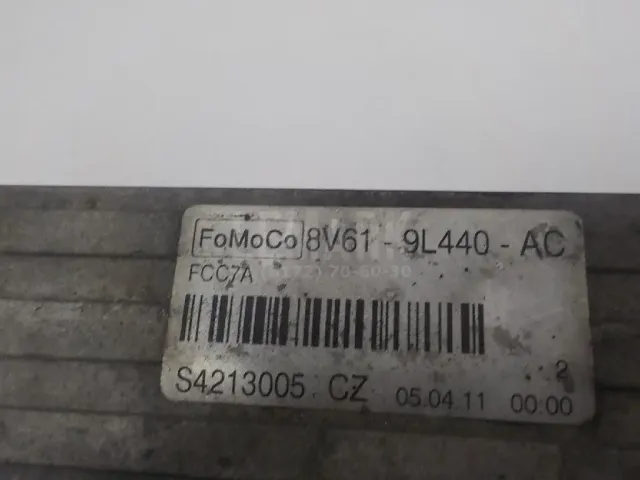 FoMoCo 8V61 - 9L440 - AC
FCC7A
2
S4213005 CZ 05.04.11 00:00